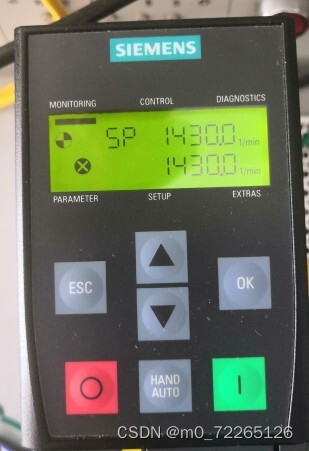 SIEMENS
MONITORING CONTROL DIAGNOSTICS
SP 1430.0 1/min
1430.0 1/min
PARAMETER SETUP EXTRAS
ESC OK
HAND
AUTO
CSDN @m0_72265126